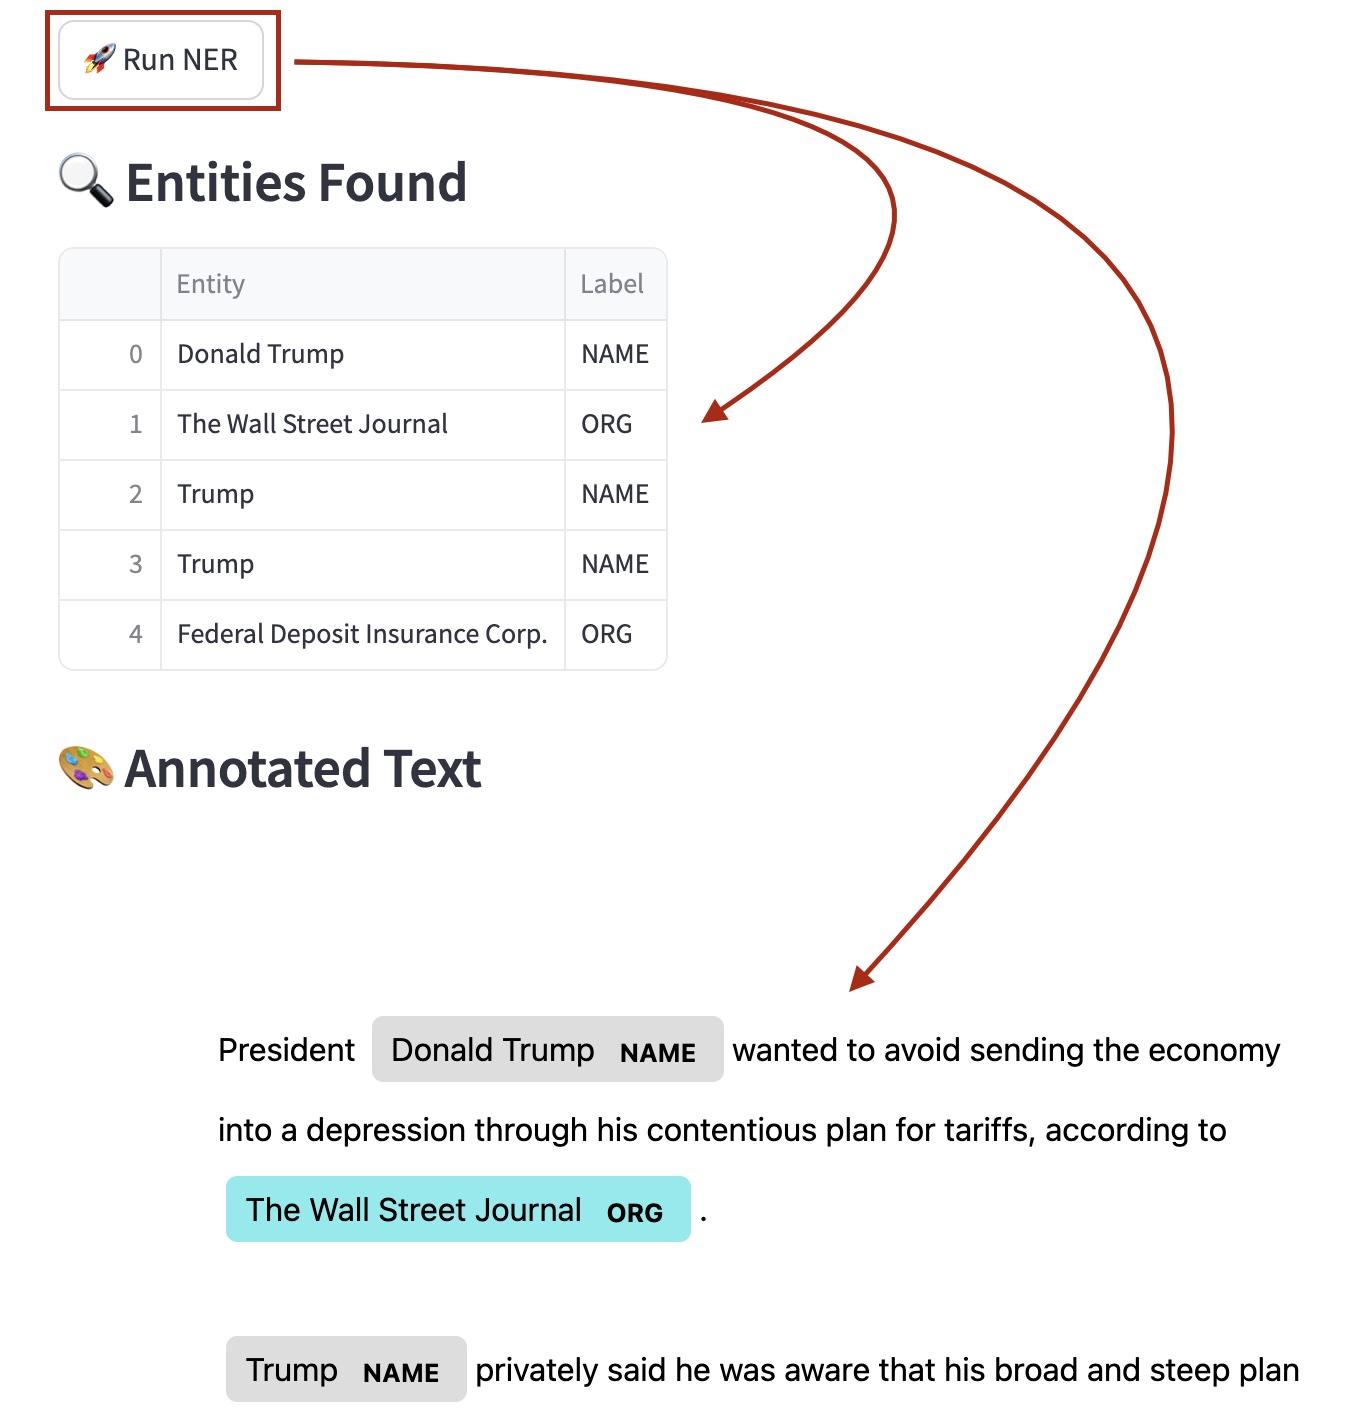 🚀 Run NER
🔍 Entities Found
Entity Label
0 Donald Trump NAME
1 The Wall Street Journal ORG
2 Trump NAME
3 Trump NAME
4 Federal Deposit Insurance Corp. ORG
🎨 Annotated Text
President Donald Trump NAME wanted to avoid sending the economy
into a depression through his contentious plan for tariffs, according to
The Wall Street Journal ORG .
Trump NAME privately said he was aware that his broad and steep plan